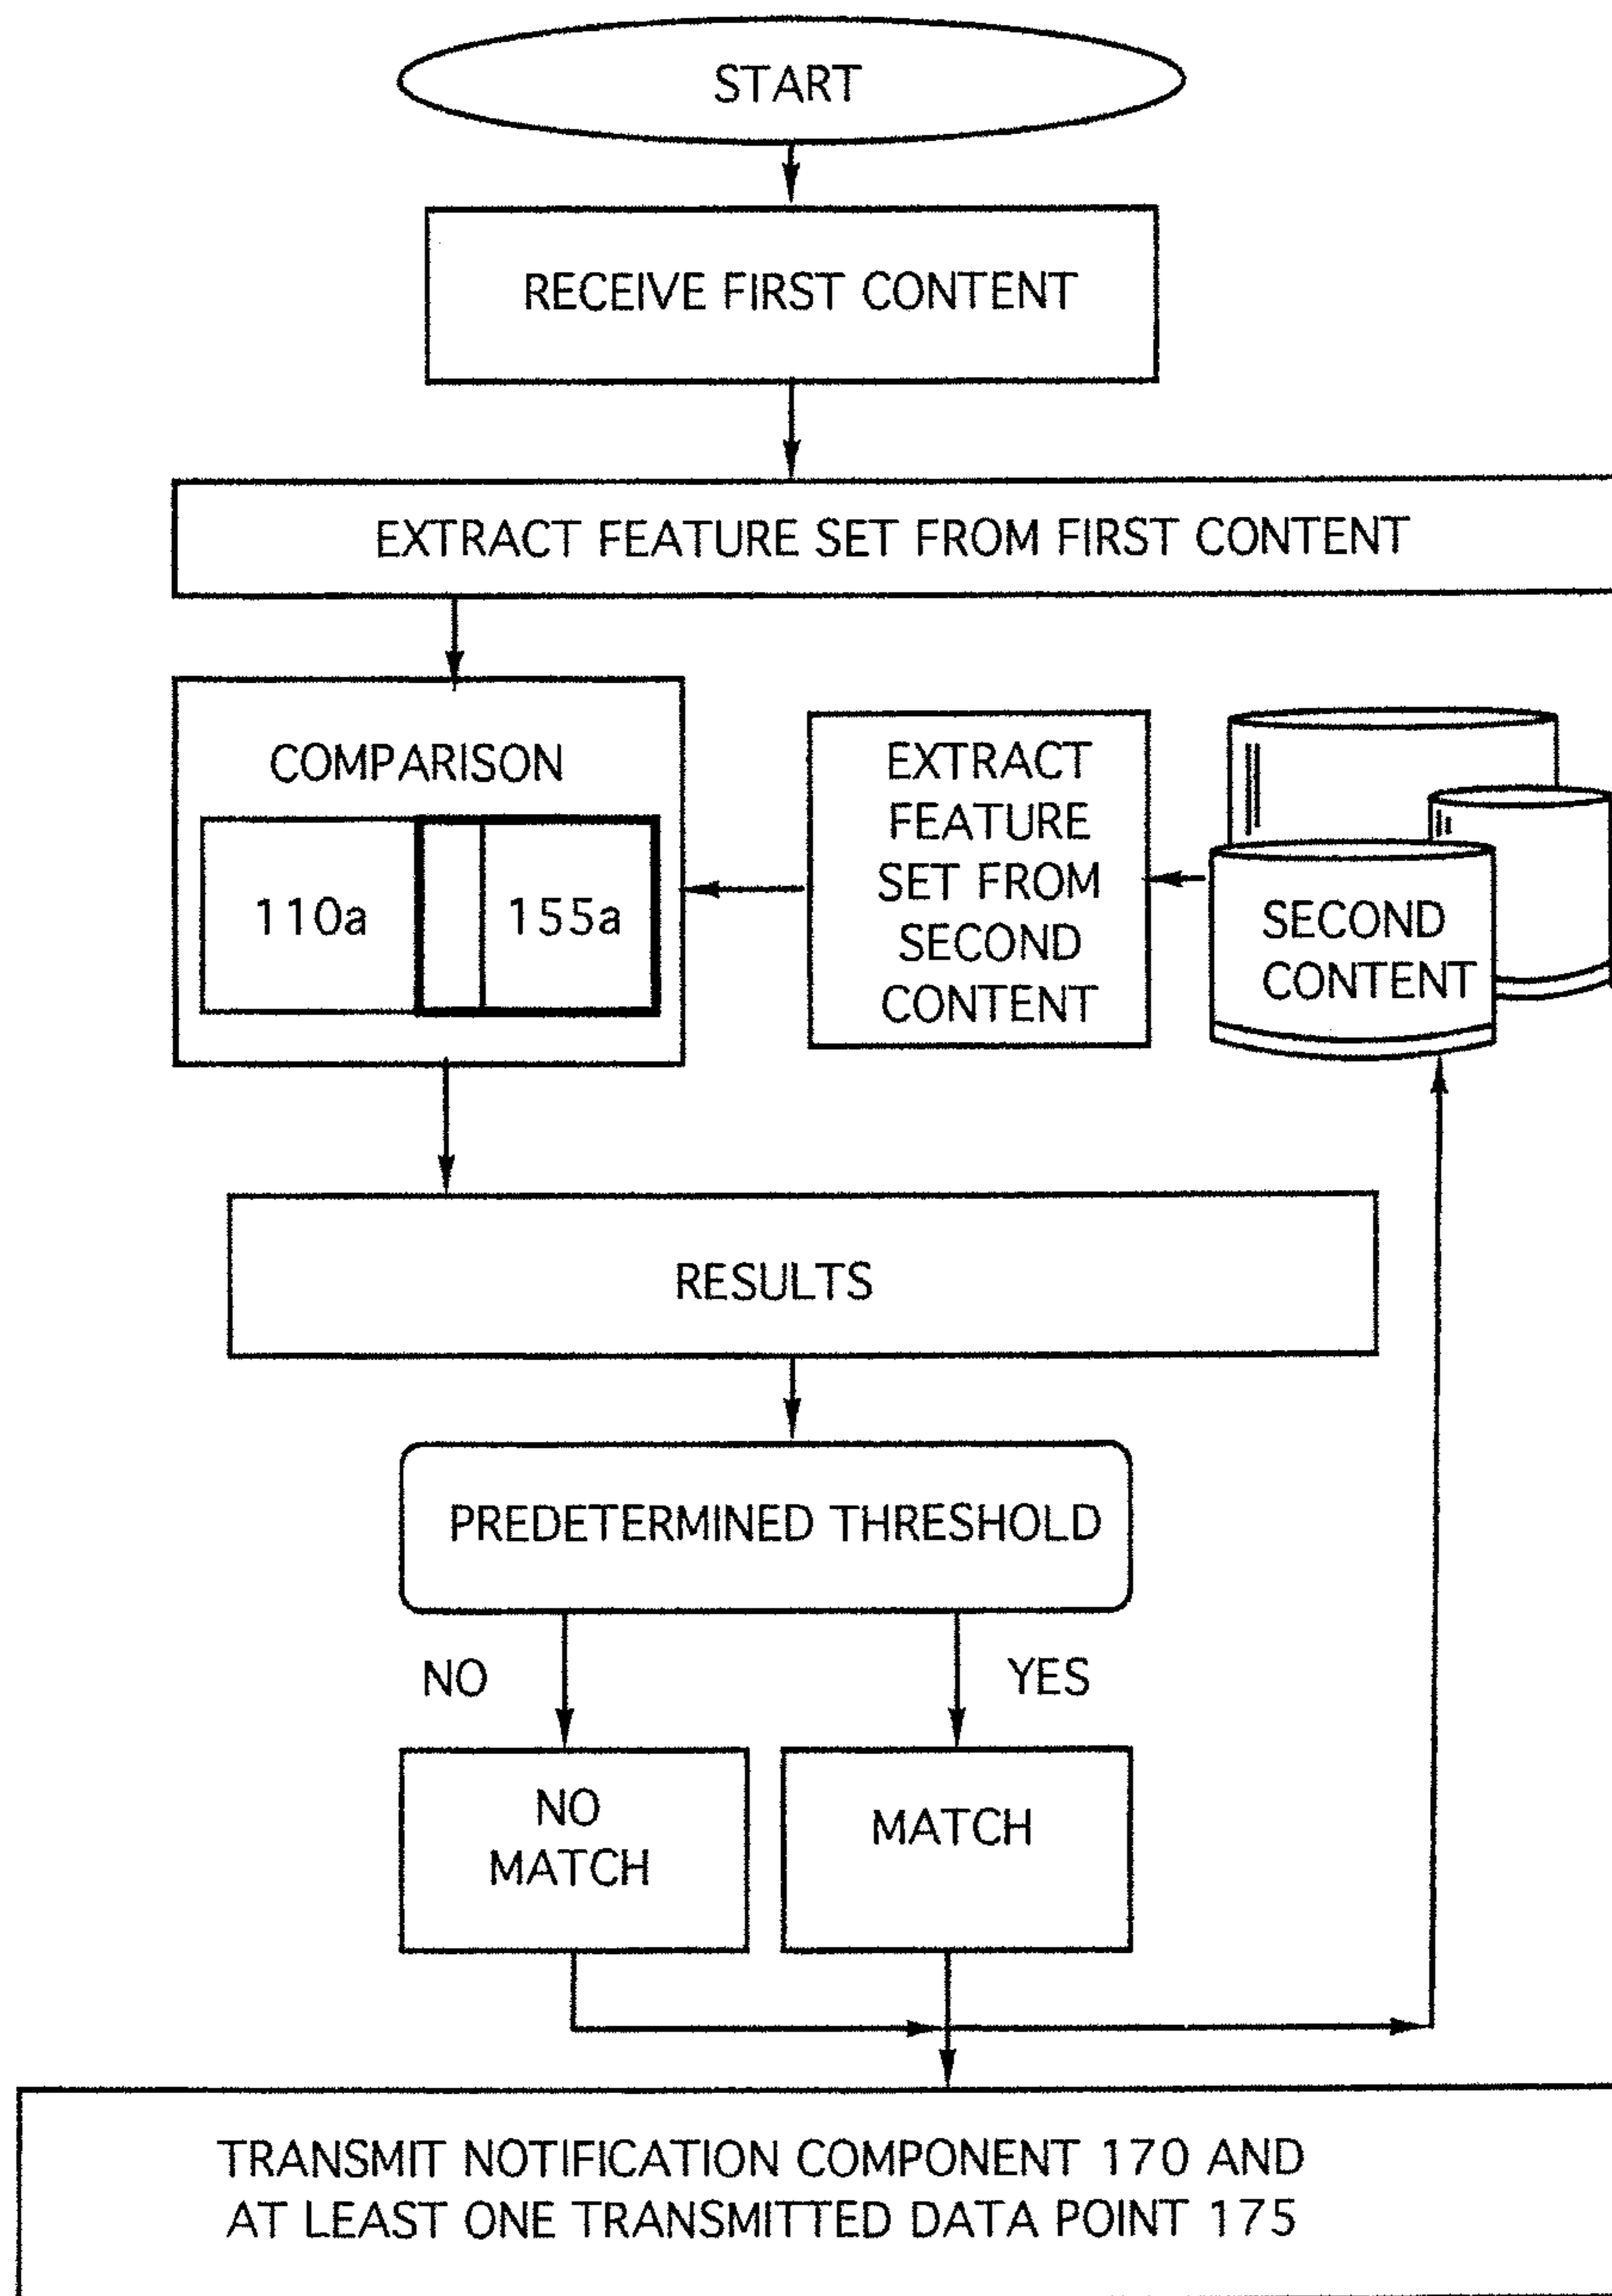 START
RECEIVE FIRST CONTENT
EXTRACT FEATURE SET FROM FIRST CONTENT
COMPARISON
110a
155a
EXTRACT
FEATURE
SET FROM
SECOND
CONTENT
SECOND
CONTENT
RESULTS
PREDETERMINED THRESHOLD
NO
YES
NO
MATCH
MATCH
TRANSMIT NOTIFICATION COMPONENT 170 AND
AT LEAST ONE TRANSMITTED DATA POINT 175